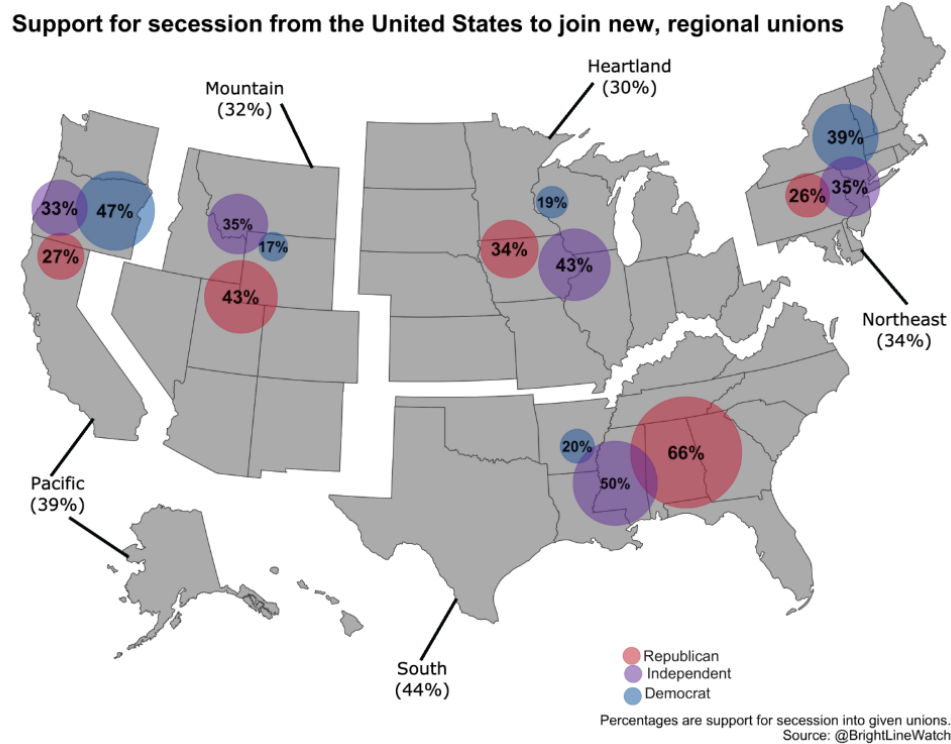 Support for secession from the United States to join new, regional unions
Mountain
(32%)
Heartland
(30%)
39%
35%
26%
33%
47%
27%
35%
17%
43%
19%
34%
43%
Northeast
(34%)
20%
50%
66%
Pacific
(39%)
South
(44%)
Republican
Independent
Democrat
Percentages are support for secession into given unions.
Source: @BrightLineWatch